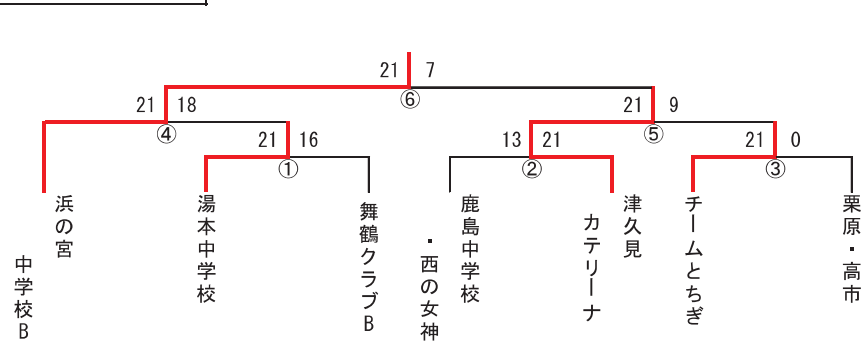 21 7
⑥
21 18
21 9
④
⑤
21 16
13 21
21 0
①
②
③
浜の宮
中学校B
湯本中学校
舞鶴クラブB
鹿島中学校
・西の女神
津久見
カテリーナ
チームとちぎ
栗原・高市